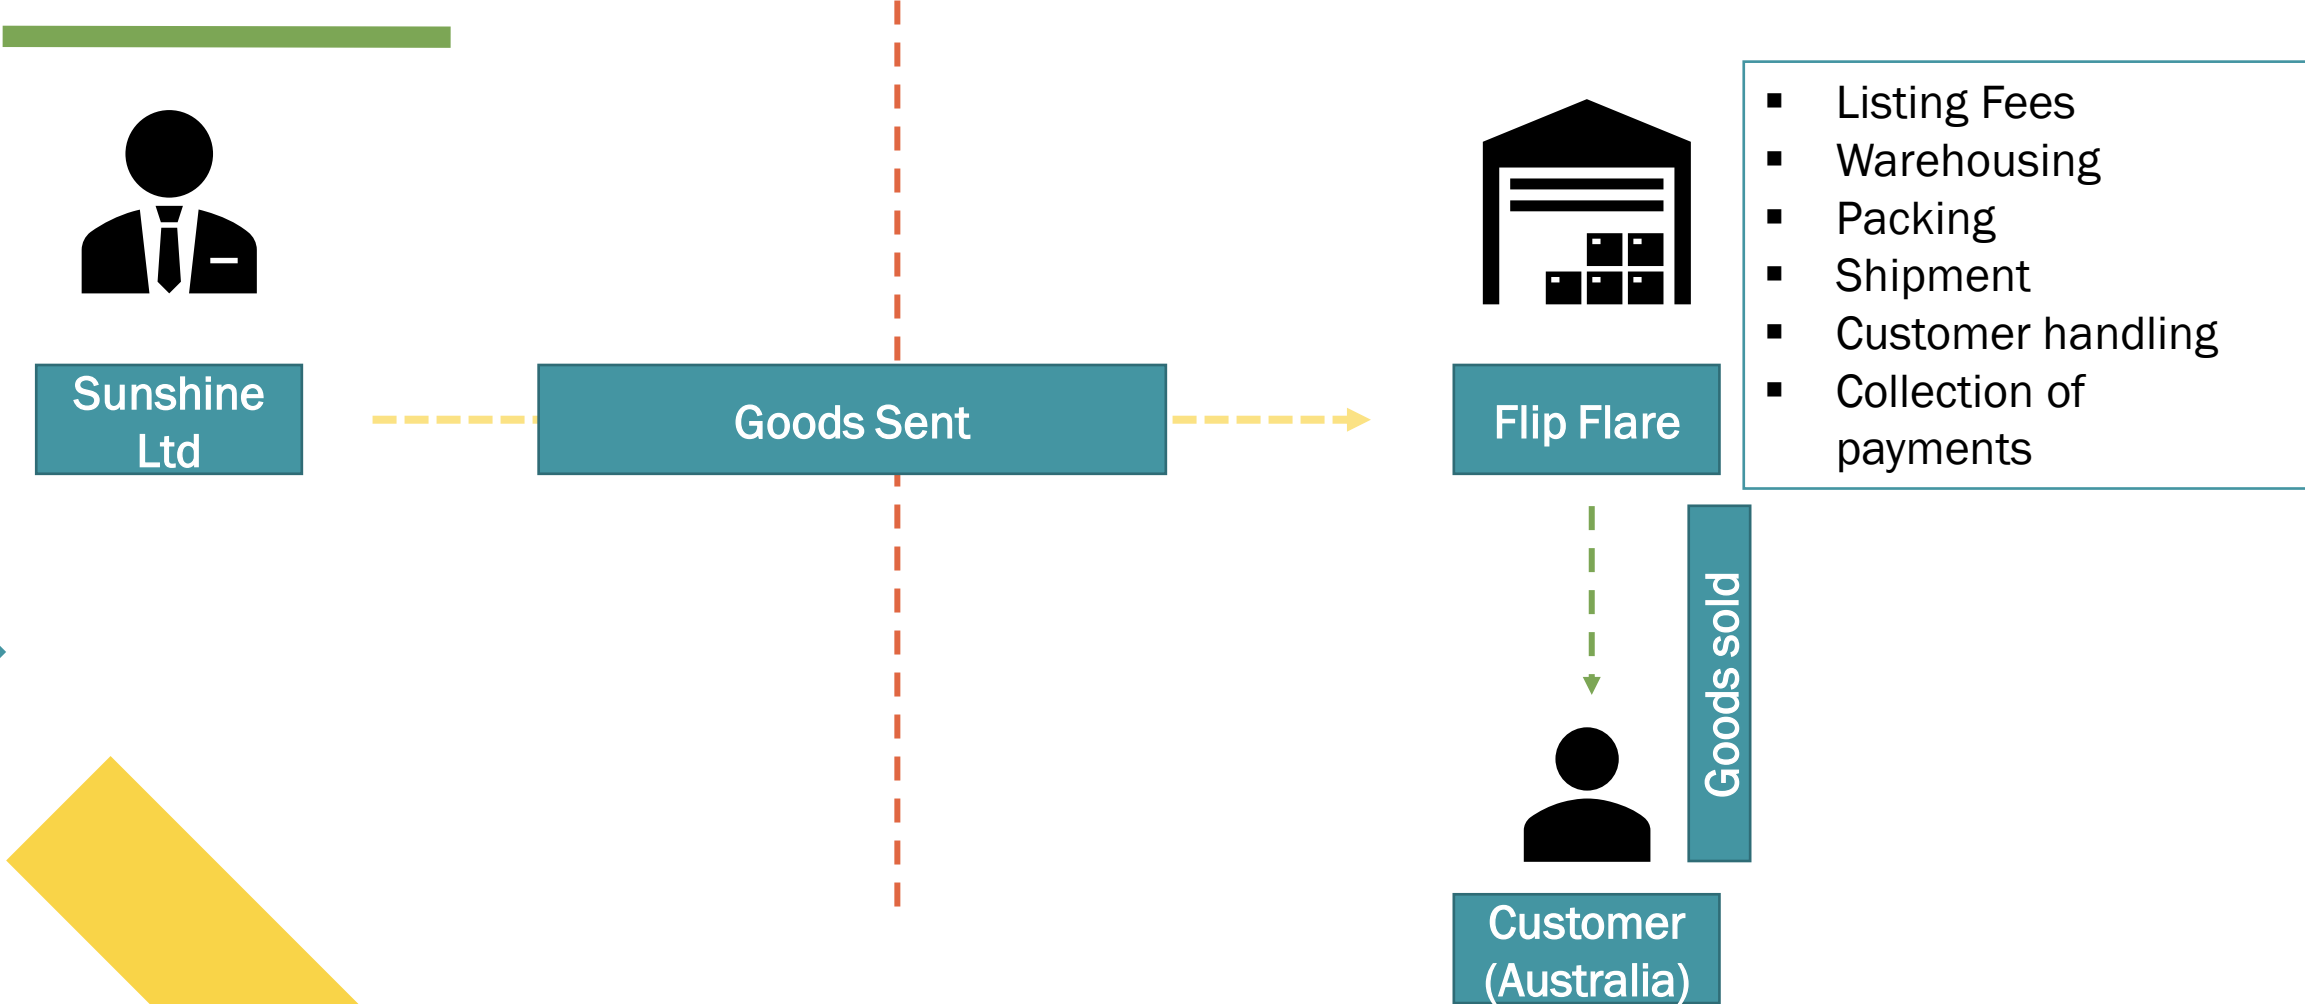 Sunshine
Ltd
Goods Sent
Flip Flare
▪ Listing Fees
▪ Warehousing
▪ Packing
▪ Shipment
▪ Customer handling
▪ Collection of
payments
Goods sold
Customer
(Australia)